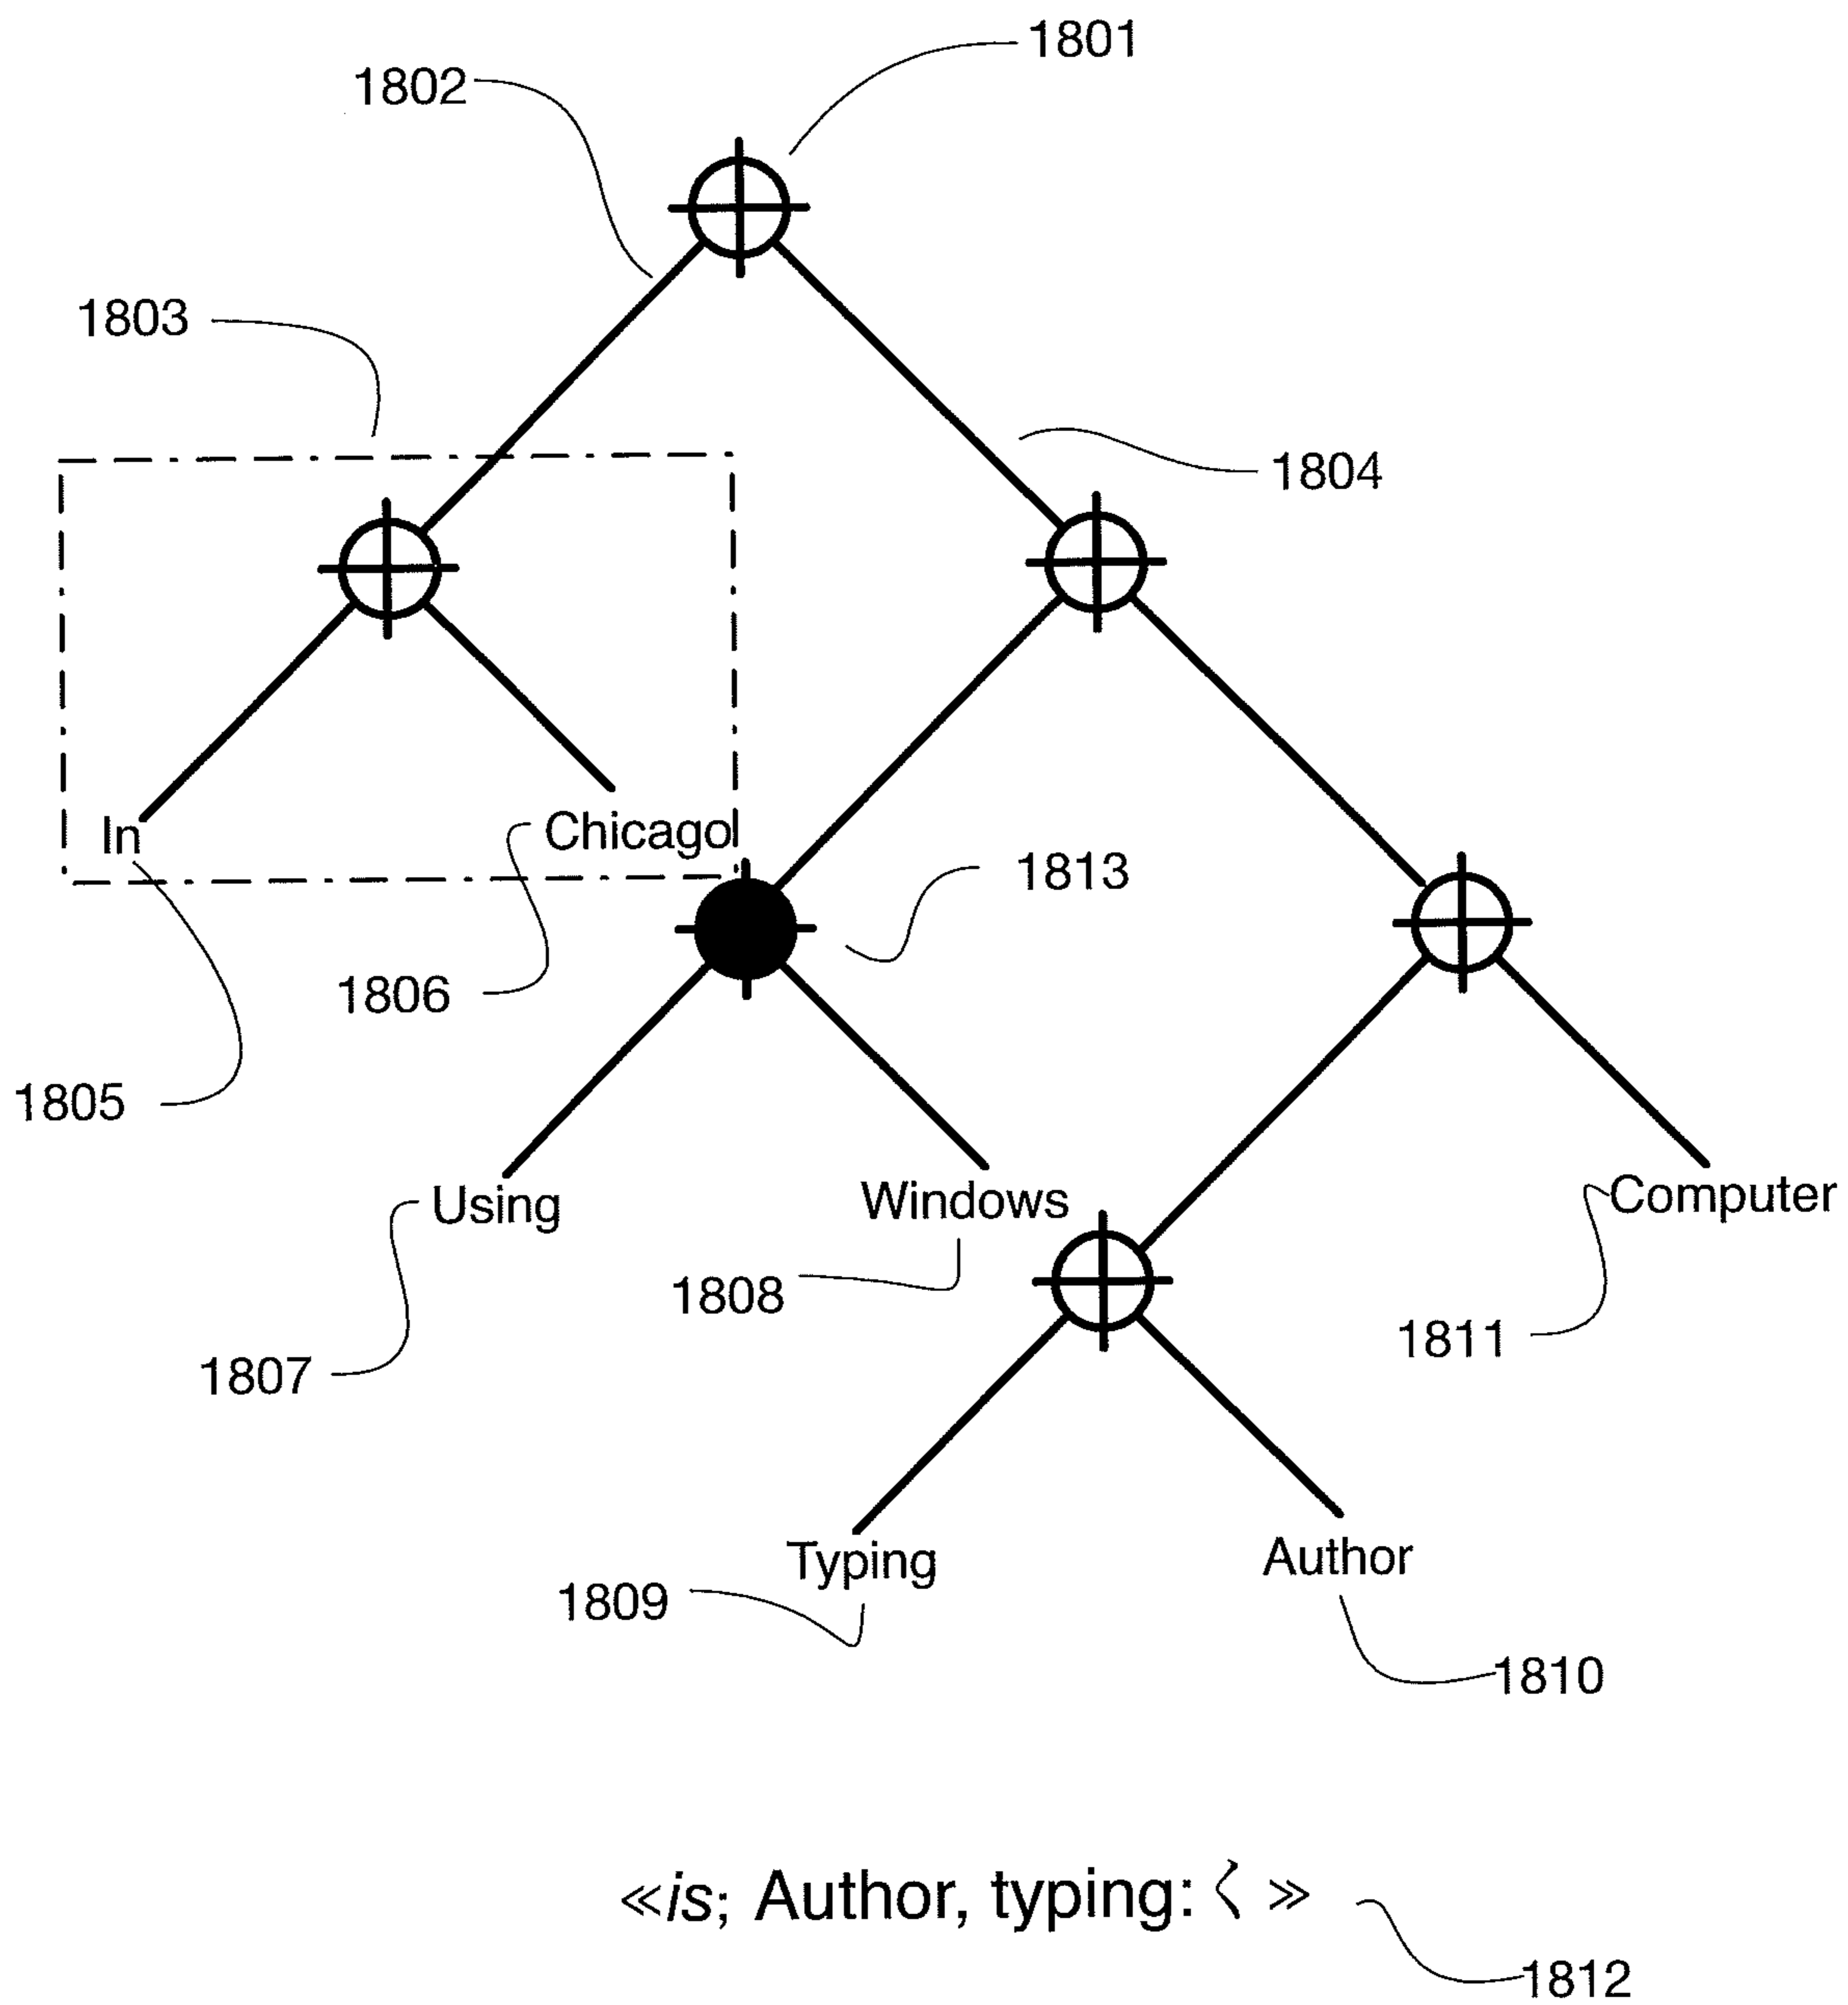 1801
1802
1803
1804
In
Chicago
1813
1806
1805
Using
Windows
Computer
1808
1811
1807
Typing
Author
1809
1810
≪is; Author, typing: ⟨ ≫
1812